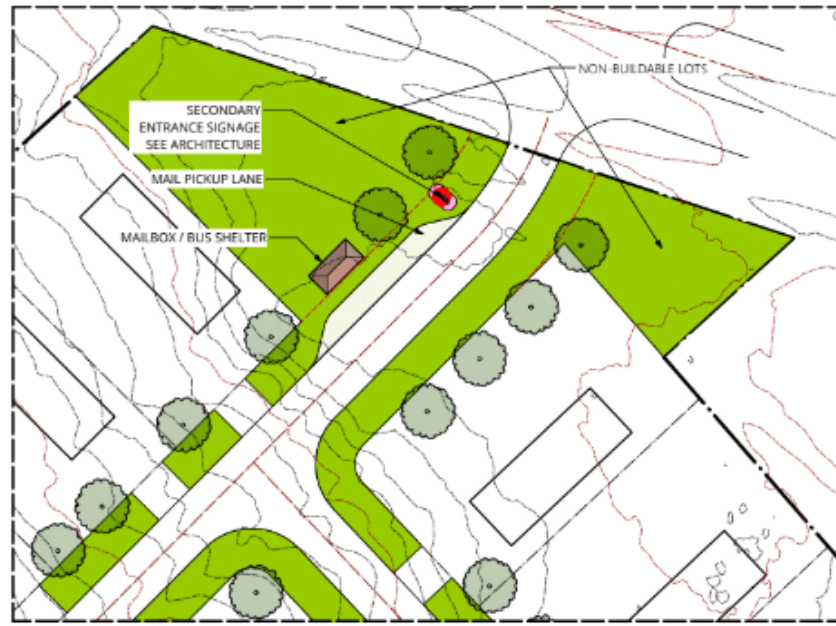 NON-BUILDABLE LOTS
SECONDARY
ENTRANCE SIGNAGE
SEE ARCHITECTURE
MAIL PICKUP LANE
MAILBOX / BUS SHELTER